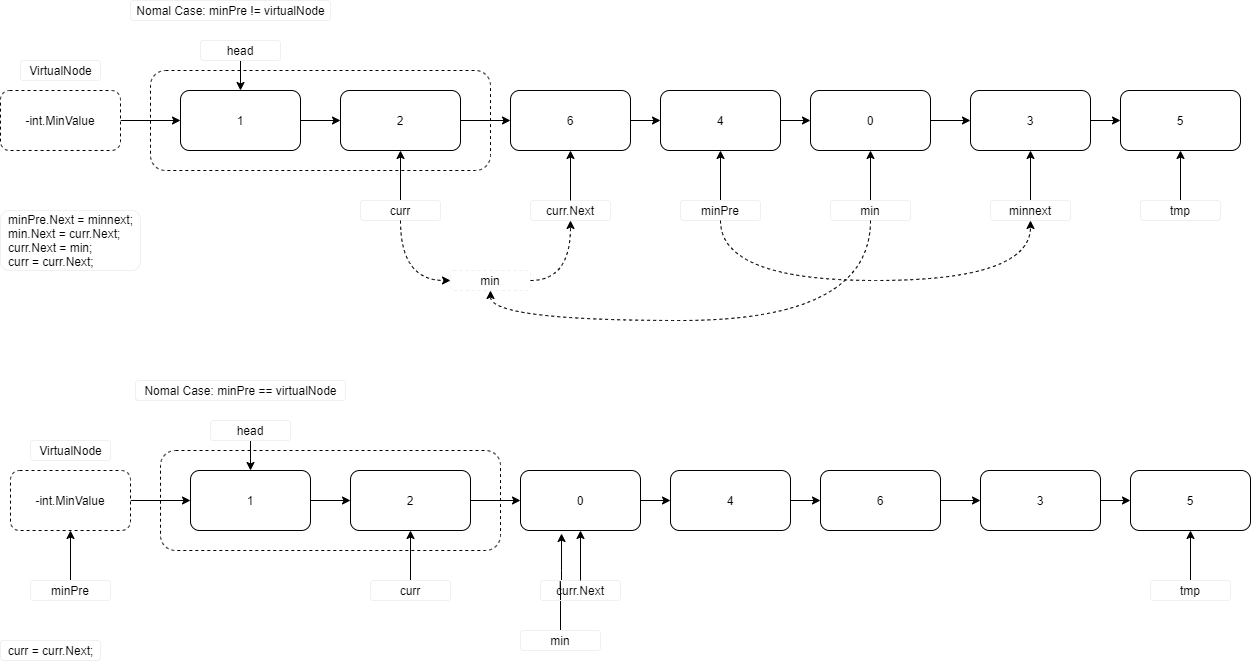 Nomal Case: minPre != virtualNode
head
VirtualNode
-int.MinValue
1
2
6
4
0
3
5
curr
curr.Next
minPre
min
minnext
tmp
minPre.Next = minnext;
min.Next = curr.Next;
curr.Next = min;
curr = curr.Next;
min
Nomal Case: minPre == virtualNode
head
VirtualNode
-int.MinValue
1
2
0
4
6
3
5
minPre
curr
curr.Next
tmp
min
curr = curr.Next;